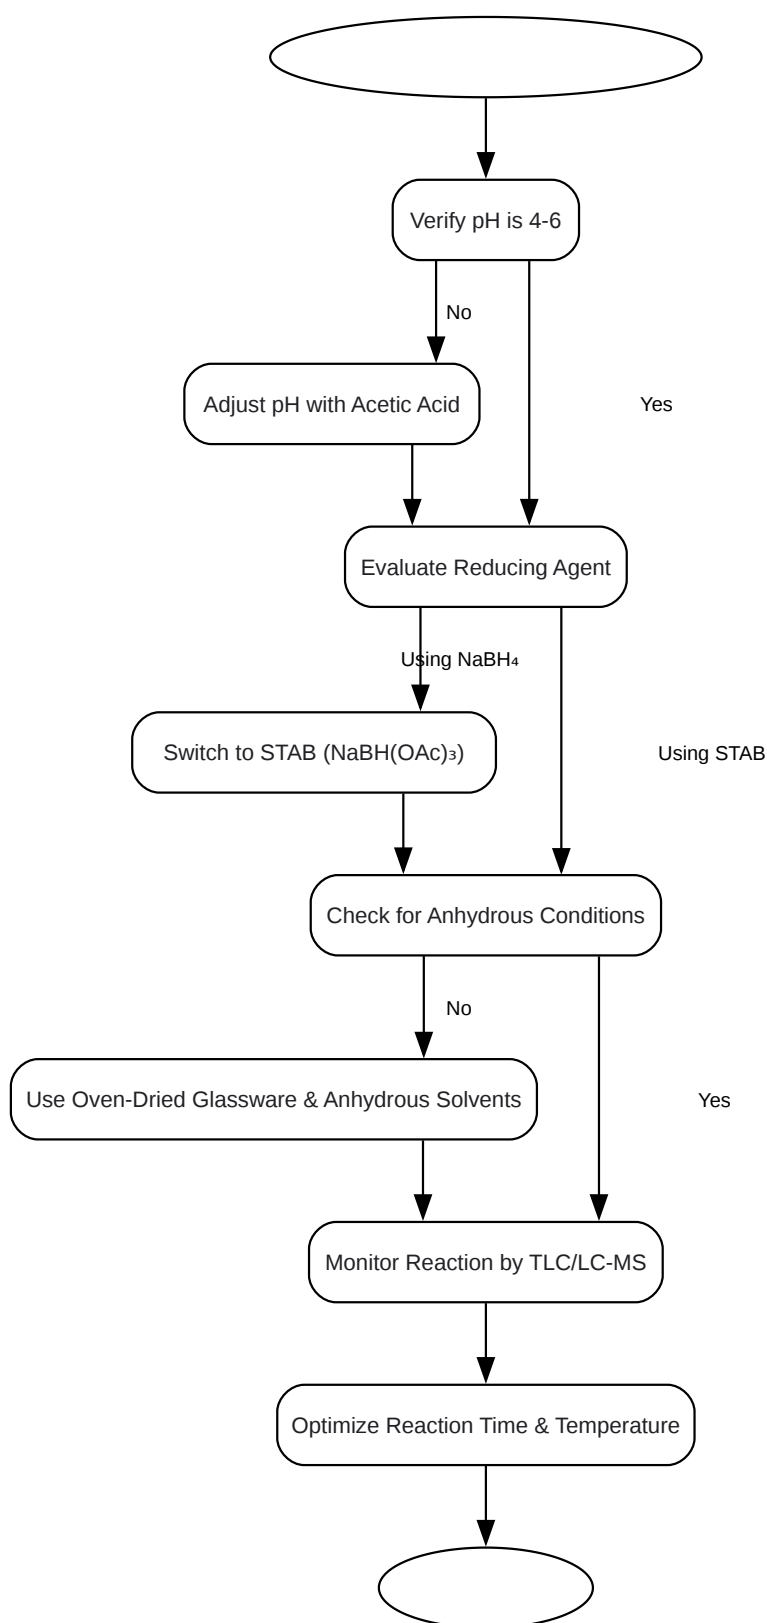 Verify pH is 4-6
No
Adjust pH with Acetic Acid
Yes
Evaluate Reducing Agent
Using NaBH₄
Switch to STAB (NaBH(OAc)₃)
Using STAB
Check for Anhydrous Conditions
No
Use Oven-Dried Glassware & Anhydrous Solvents
Yes
Monitor Reaction by TLC/LC-MS
Optimize Reaction Time & Temperature